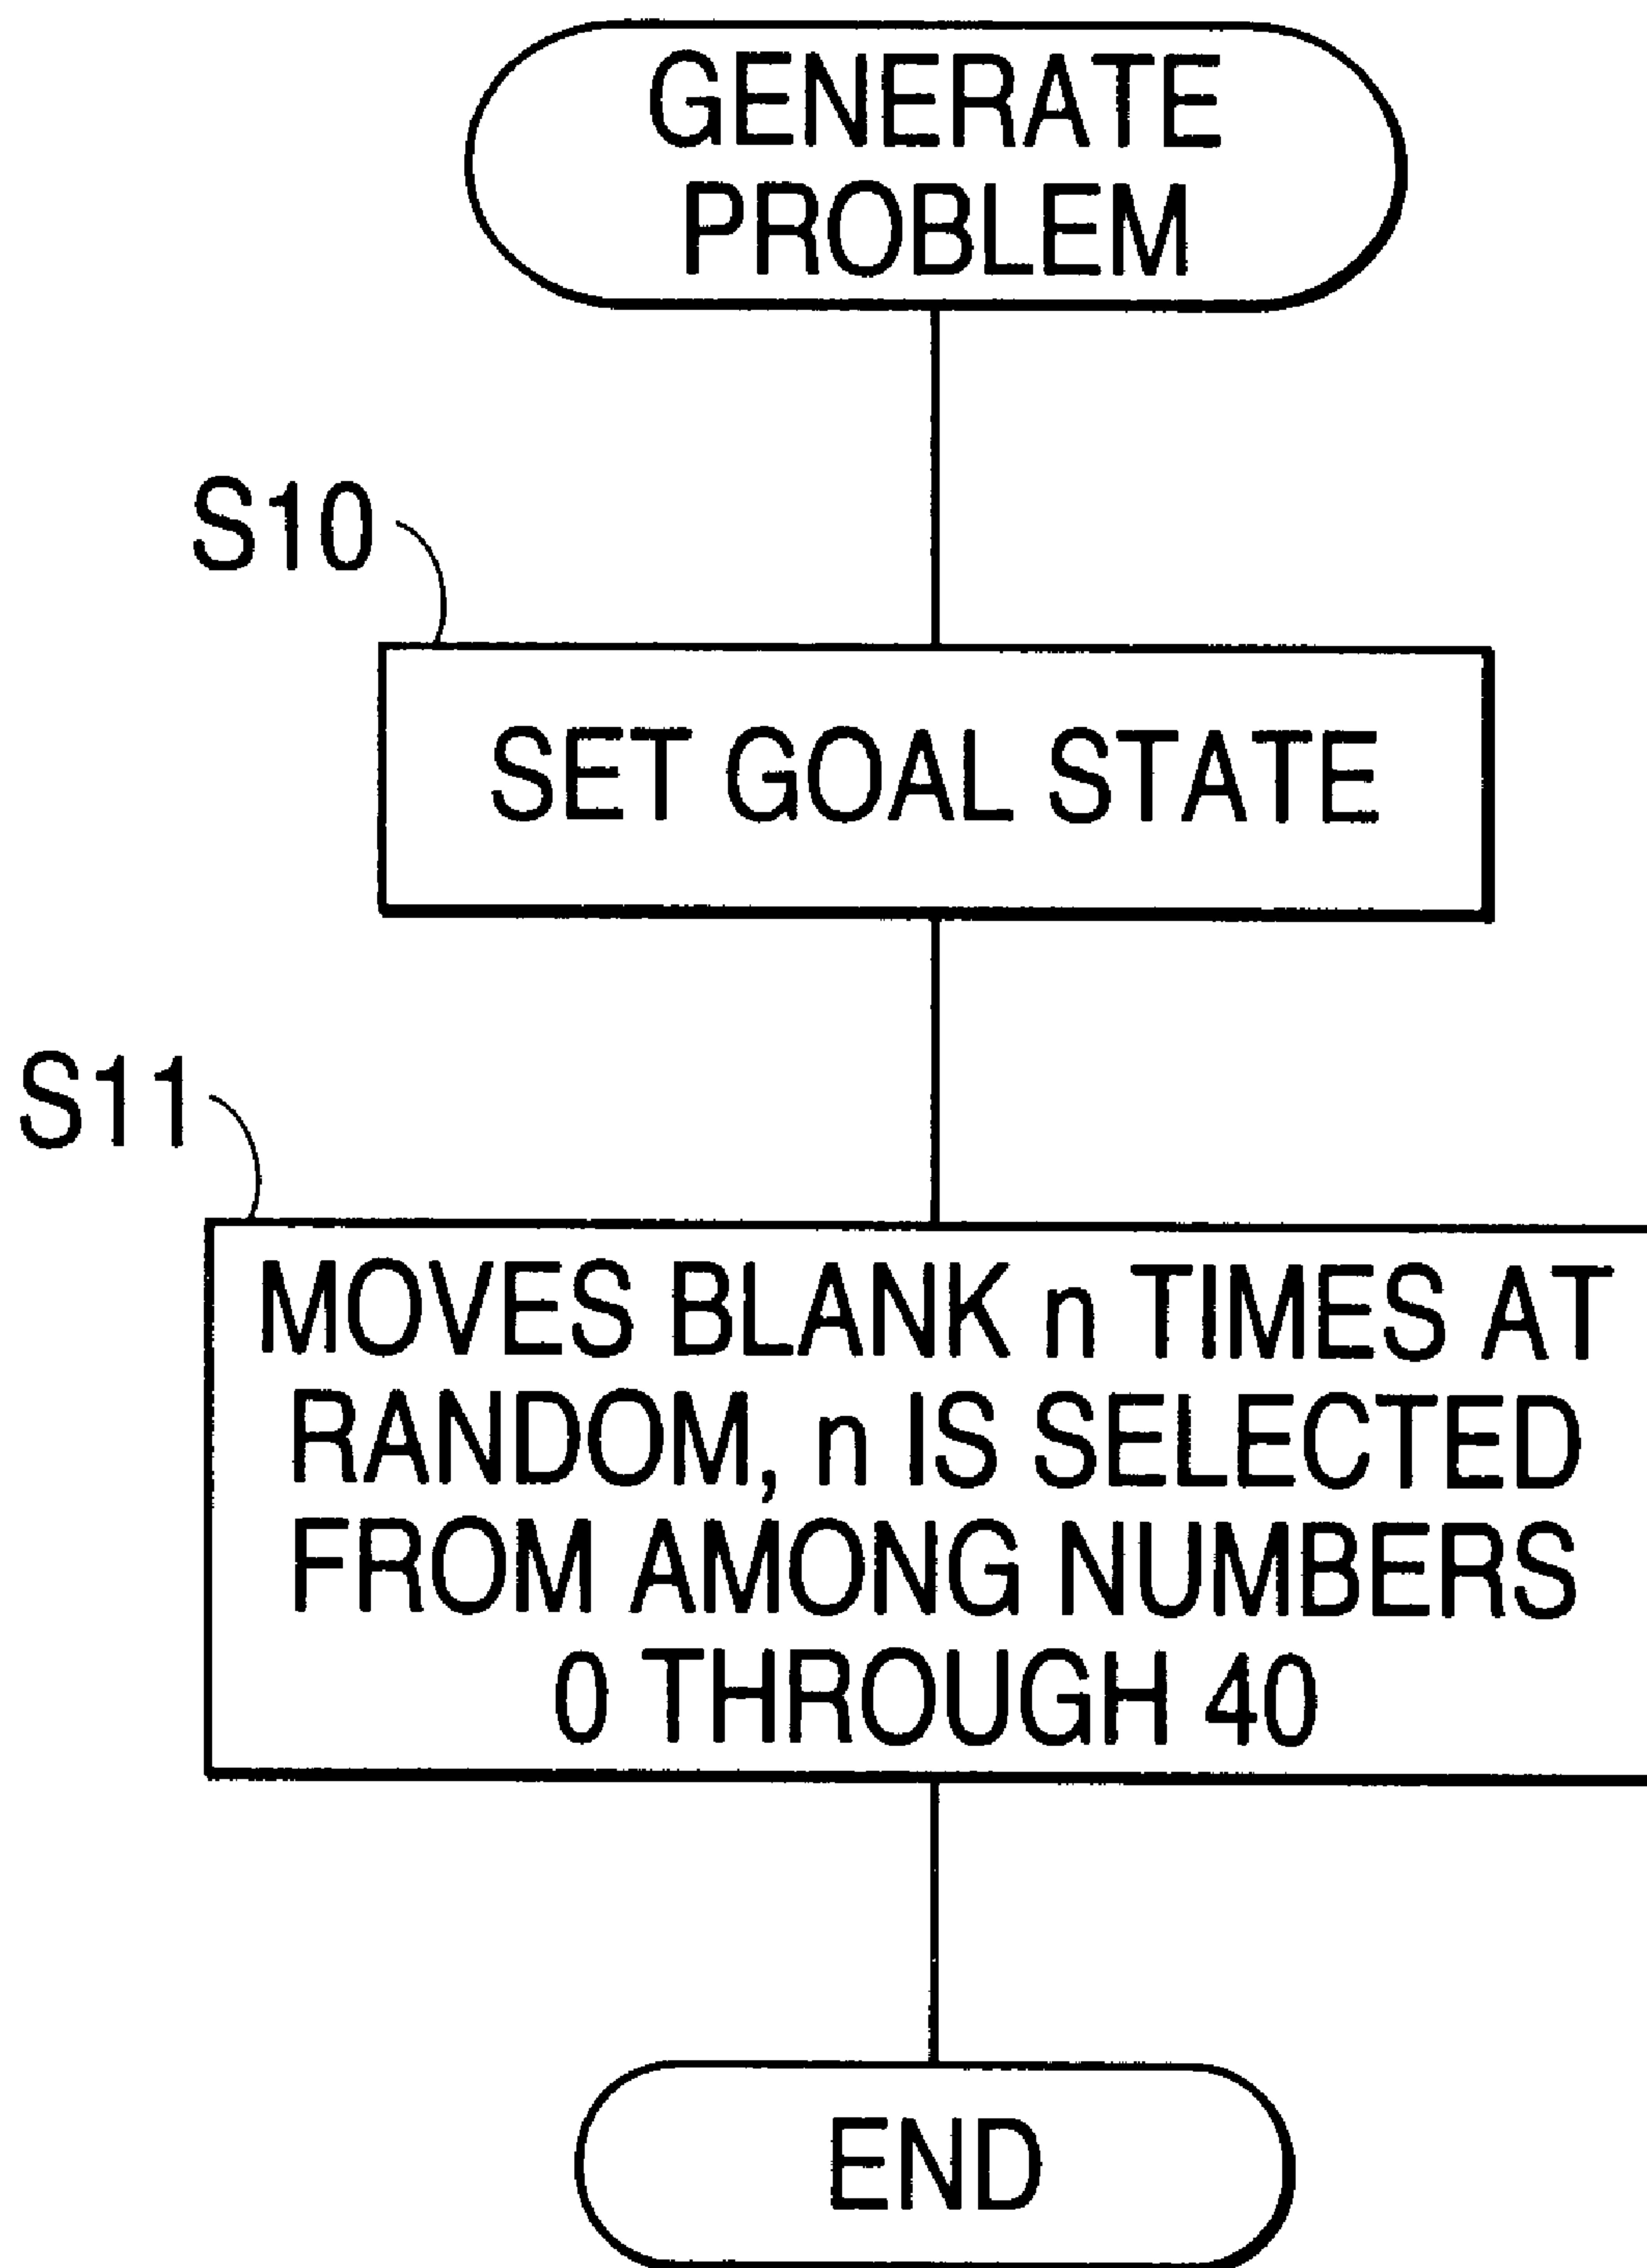 GENERATE
PROBLEM
S10
SET GOAL STATE
S11
MOVES BLANK n TIMES AT
RANDOM, n IS SELECTED
FROM AMONG NUMBERS
0 THROUGH 40
END